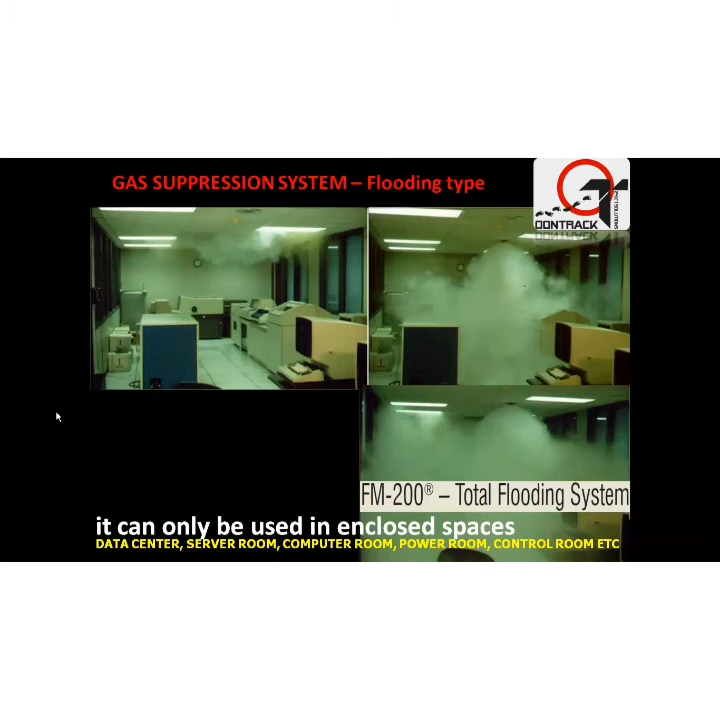 GAS SUPPRESSION SYSTEM – Flooding type
DONTRACK
FM-200® – Total Flooding System
it can only be used in enclosed spaces
DATA CENTER, SERVER ROOM, COMPUTER ROOM, POWER ROOM, CONTROL ROOM ETC